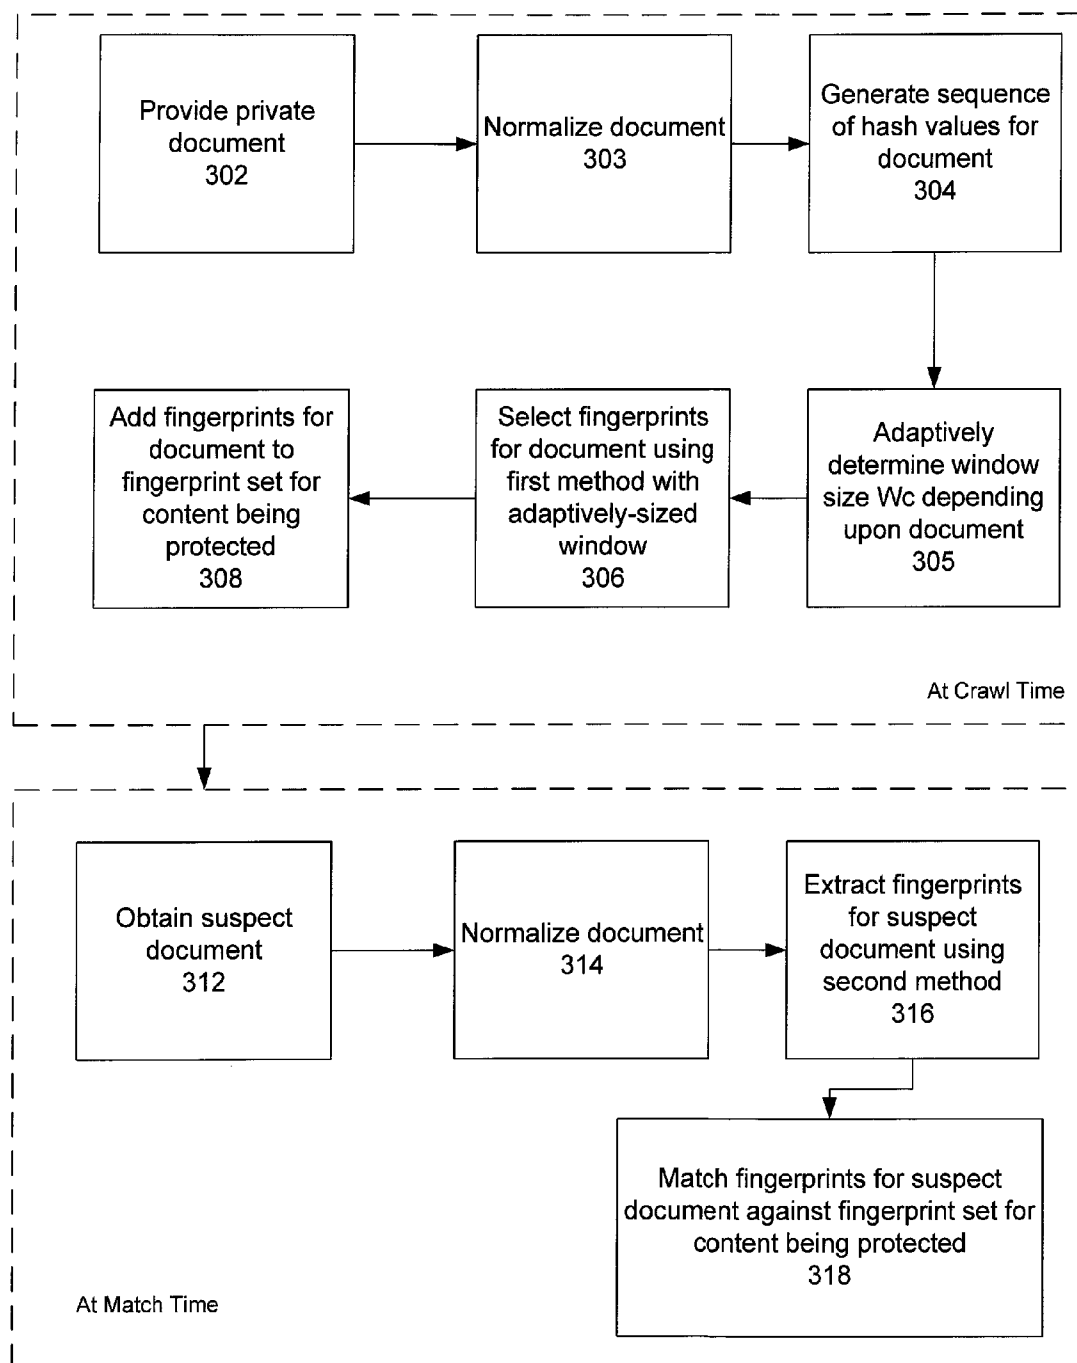 Provide private
document
302
Normalize document
303
Generate sequence
of hash values for
document
304
Adaptively
determine window
size Wc depending
upon document
305
Select fingerprints
for document using
first method with
adaptively-sized
window
306
Add fingerprints for
document to
fingerprint set for
content being
protected
308
At Crawl Time
Obtain suspect
document
312
Normalize document
314
Extract fingerprints
for suspect
document using
second method
316
Match fingerprints for suspect
document against fingerprint set for
content being protected
318
At Match Time